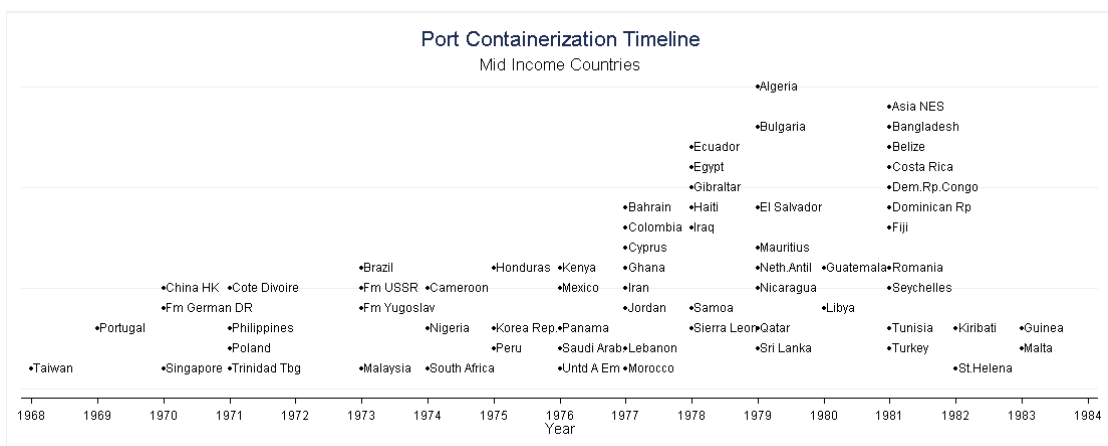 Port Containerization Timeline
Mid Income Countries
Algeria
Asia NES
Bulgaria Bangladesh
Ecuador Belize
Egypt Costa Rica
Gibraltar Dem.Rp.Congo
Bahrain Haiti El Salvador Dominican Rp
Colombia Iraq Fiji
Cyprus Mauritius
Brazil Honduras Kenya Ghana Neth.Antil Guatemala Romania
China HK Cote Divoire Fm USSR Cameroon Mexico Iran Nicaragua Seychelles
Fm German DR Fm Yugoslav Jordan Samoa Libya
Portugal Philippines Nigeria Korea Rep. Panama Sierra Leon Qatar Tunisia Kiribati Guinea
Poland Peru Saudi Arab Lebanon Sri Lanka Turkey Malta
Taiwan Singapore Trinidad Tbg Malaysia South Africa Untd A Em Morocco St.Helena
1968 1969 1970 1971 1972 1973 1974 1975 1976 1977 1978 1979 1980 1981 1982 1983 1984
Year